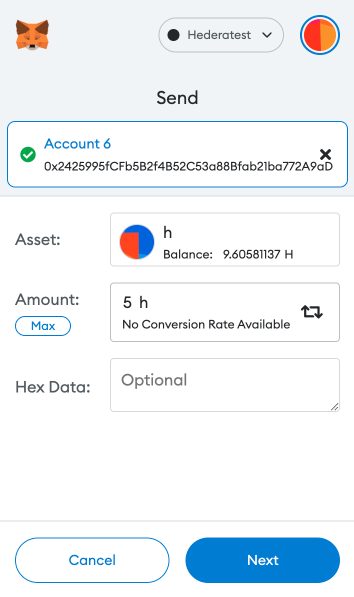 Hederatest
Send
Account 6
0x2425995fCFb5B2f4B52C53a88Bfab21ba772A9aD
Asset:
h
Balance: 9.60581137 H
Amount:
Max
5 h
No Conversion Rate Available
Hex Data:
Optional
Cancel
Next